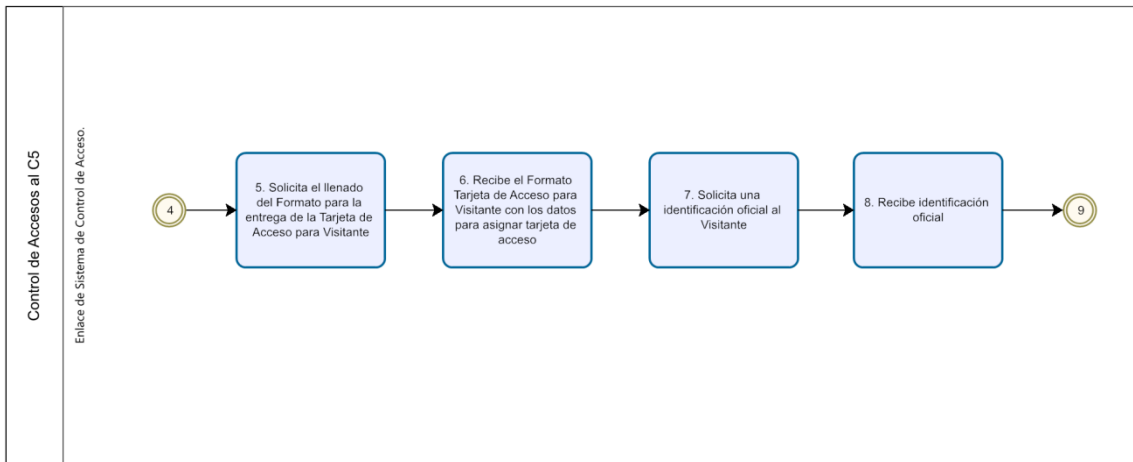 Control de Accesos al C5
Enlace de Sistema de Control de Acceso.
4
5. Solicita el llenado
del Formato para la
entrega de la Tarjeta de
Acceso para Visitante
6. Recibe el Formato
Tarjeta de Acceso para
Visitante con los datos
para asignar tarjeta de
acceso
7. Solicita una
identificación oficial al
Visitante
8. Recibe identificación
oficial
9